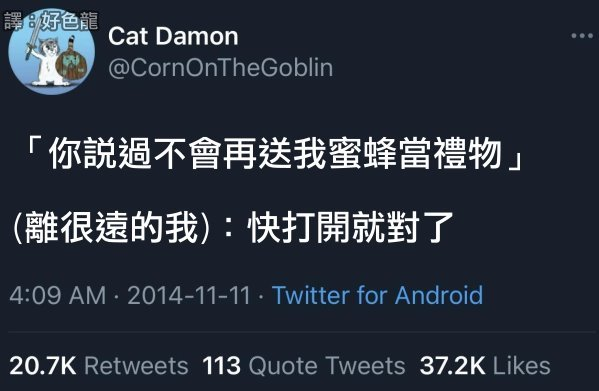 譯：好色龍
Cat Damon
@CornOnTheGoblin
「你説過不會再送我蜜蜂當禮物」
(離很遠的我)：快打開就對了
4:09 AM · 2014-11-11 · Twitter for Android
20.7K Retweets 113 Quote Tweets 37.2K Likes